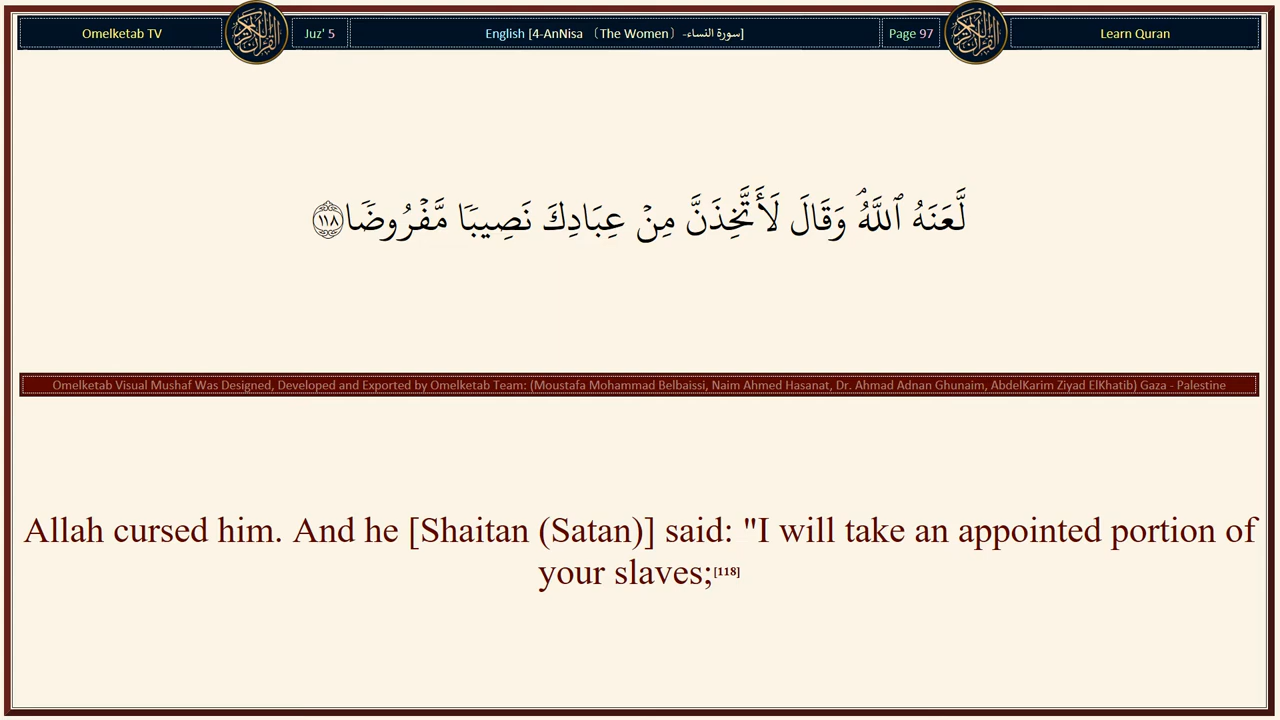 Omelketab TV
Juz' 5
English [4-AnNisa （The Women）-سورة النساء]
Page 97
Learn Quran
لَّعَنَهُ ٱللَّهُۘ وَقَالَ لَأَتَّخِذَنَّ مِنۡ عِبَادِكَ نَصِيبٗا مَّفۡرُوضٗا ١١٨
Omelketab Visual Mushaf Was Designed, Developed and Exported by Omelketab Team: (Moustafa Mohammad Belbaissi, Naim Ahmed Hasanat, Dr. Ahmad Adnan Ghunaim, AbdelKarim Ziyad ElKhatib) Gaza - Palestine
Allah cursed him. And he [Shaitan (Satan)] said: "I will take an appointed portion of
your slaves;[118]